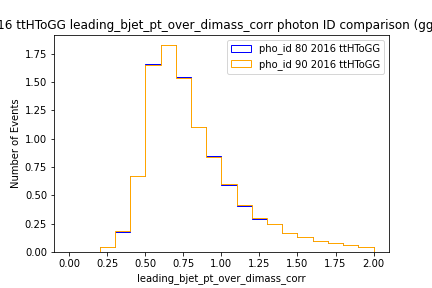 16 ttHToGG leading_bjet_pt_over_dimass_corr photon ID comparison (gg
pho_id 80 2016 ttHToGG
pho_id 90 2016 ttHToGG
Number of Events
1.75
1.50
1.25
1.00
0.75
0.50
0.25
0.00
0.00 0.25 0.50 0.75 1.00 1.25 1.50 1.75 2.00
leading_bjet_pt_over_dimass_corr